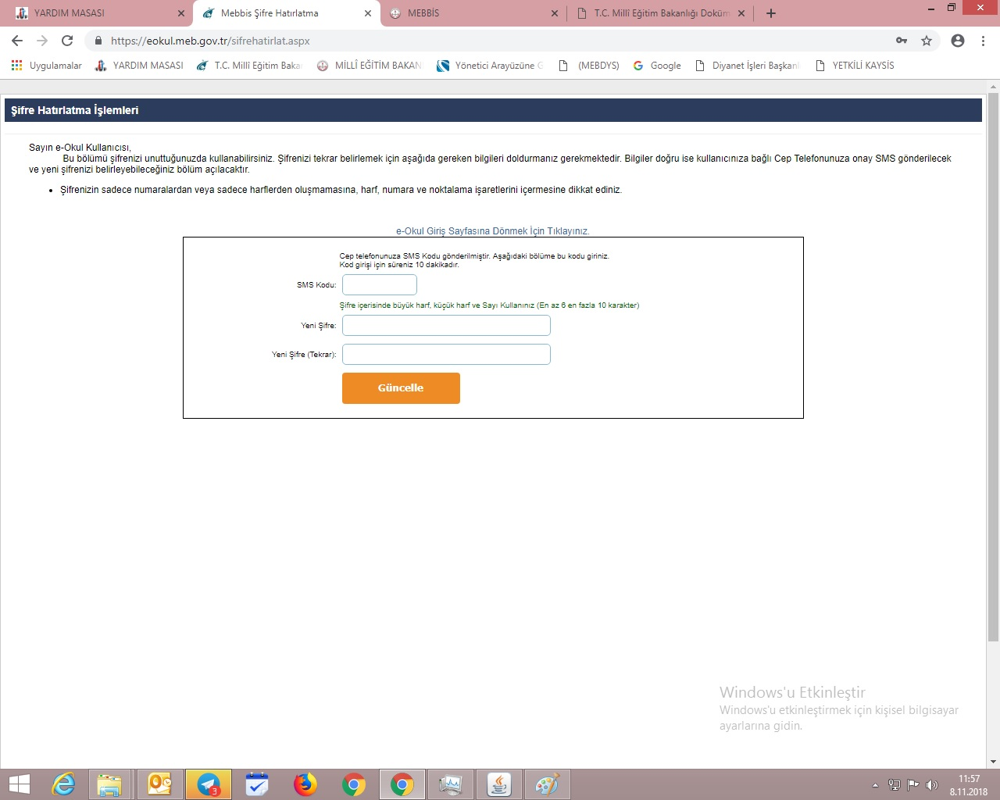 YARDIM MASASI
Mebbis Şifre Hatırlatma
MEBBİS
T.C. Millî Eğitim Bakanlığı Doküm
https://eokul.meb.gov.tr/sifrehatirlat.aspx
Uygulamalar
YARDIM MASASI
T.C. Millî Eğitim Baka
MİLLÎ EĞİTİM BAKAN
Yönetici Arayüzüne G
(MEBDYS)
Google
Diyanet İşleri Başkanl
YETKİLİ KAYSİS
Şifre Hatırlatma İşlemleri
Sayın e-Okul Kullanıcısı,
Bu bölümü şifrenizi unuttuğunuzda kullanabilirsiniz. Şifrenizi tekrar belirlemek için aşağıda gereken bilgileri doldurmanız gerekmektedir. Bilgiler doğru ise kullanıcınıza bağlı Cep Telefonunuza onay SMS gönderilecek
ve yeni şifrenizi belirleyebileceğiniz bölüm açılacaktır.
• Şifrenizin sadece numaralardan veya sadece harflerden oluşmamasına, harf, numara ve noktalama işaretlerini içermesine dikkat ediniz.
e-Okul Giriş Sayfasına Dönmek İçin Tıklayınız.
Cep telefonunuza SMS Kodu gönderilmiştir. Aşağıdaki bölüme bu kodu giriniz.
Kod girişi için süreniz 10 dakikadır.
SMS Kodu:
Şifre içerisinde büyük harf, küçük harf ve Sayı Kullanınız (En az 6 en fazla 10 karakter)
Yeni Şifre:
Yeni Şifre (Tekrar):
Güncelle
Windows'u Etkinleştir
Windows'u etkinleştirmek için kişisel bilgisayar
ayarlarına gidin.
3
11:57
8.11.2018